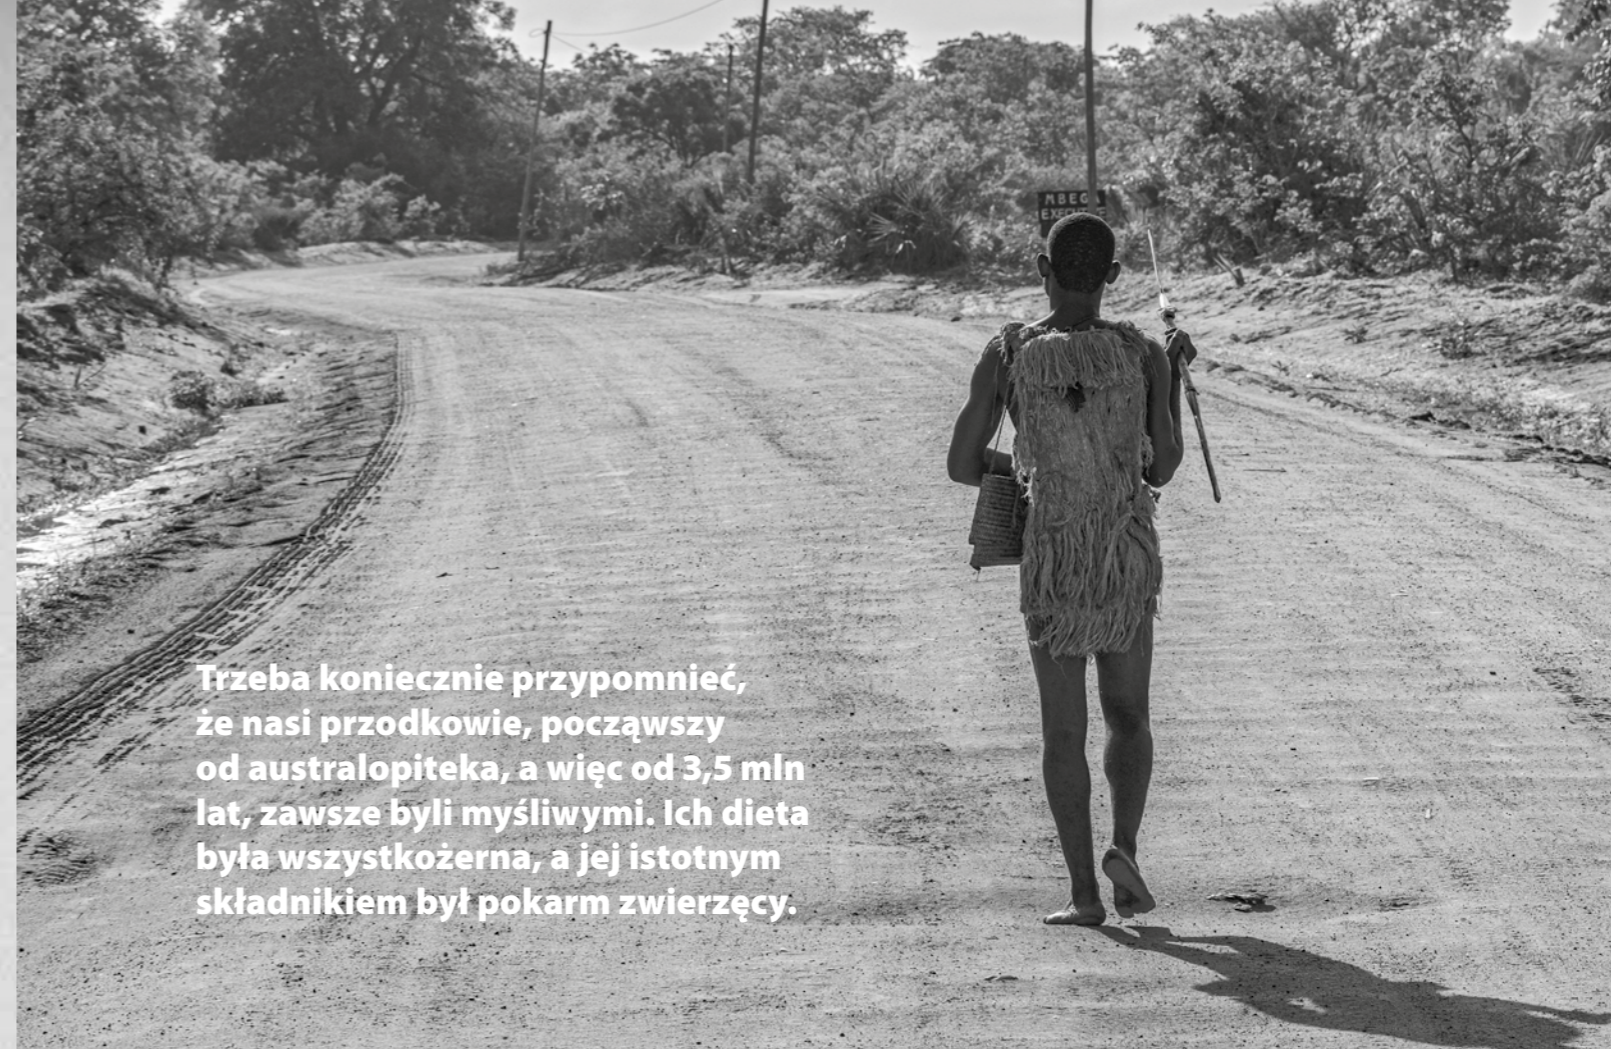 MBEG
Trzeba koniecznie przypomnieć,
że nasi przodkowie, począwszy
od australopiteka, a więc od 3,5 mln
lat, zawsze byli myśliwymi. Ich dieta
była wszystkożerna, a jej istotnym
składnikiem był pokarm zwierzęcy.